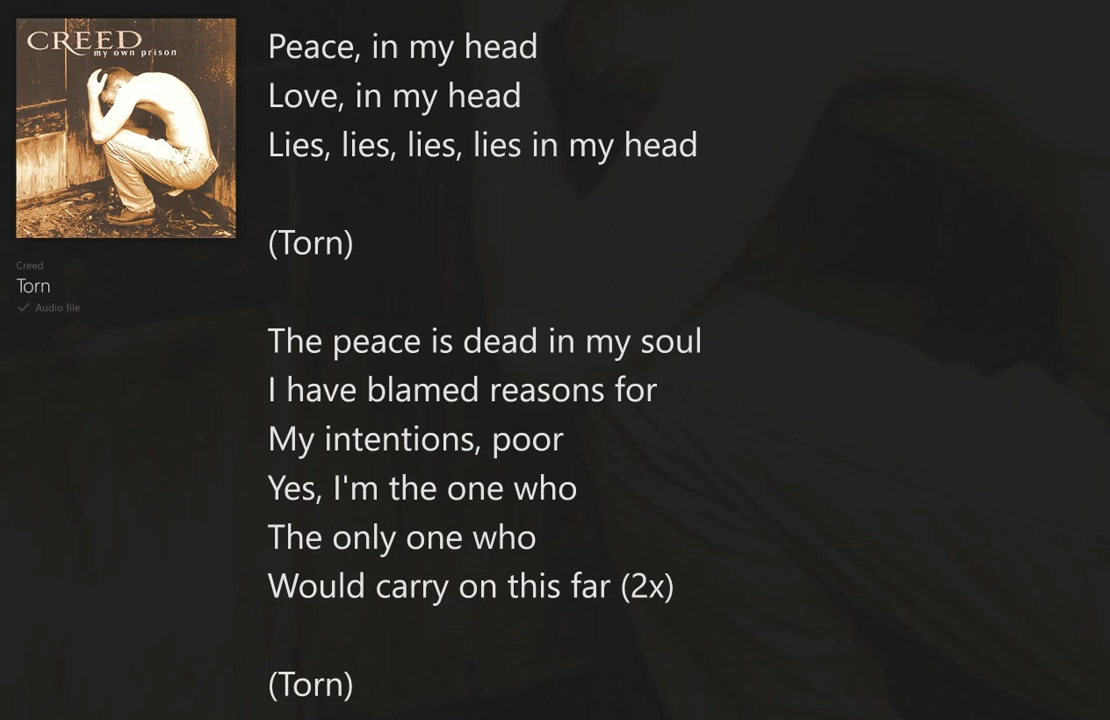 CREED
my own prison
Creed
Torn
Audio file
Peace, in my head
Love, in my head
Lies, lies, lies, lies in my head
(Torn)
The peace is dead in my soul
I have blamed reasons for
My intentions, poor
Yes, I'm the one who
The only one who
Would carry on this far (2x)
(Torn)